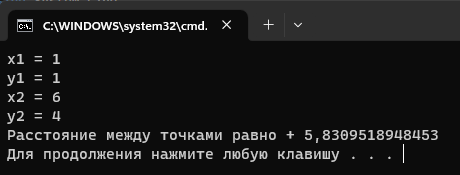 C:\WINDOWS\system32\cmd.
x1 = 1
y1 = 1
x2 = 6
y2 = 4
Расстояние между точками равно + 5,8309518948453
Для продолжения нажмите любую клавишу . . .